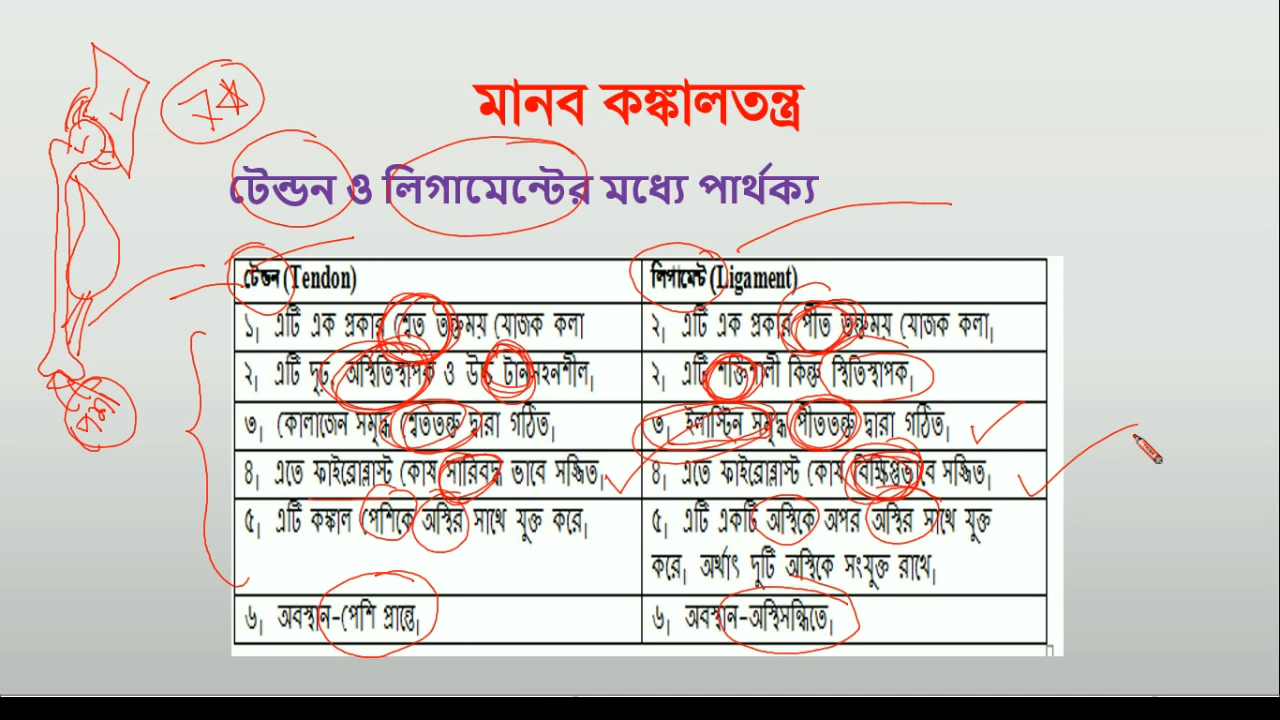 মানব কঙ্কালতন্ত্র
টেন্ডন ও লিগামেন্টের মধ্যে পার্থক্য
টেন্ডন (Tendon)
লিগামেন্ট (Ligament)
১। এটি এক প্রকার শ্বেত তন্তুময় যোজক কলা
২। এটি এক প্রকার পীত তন্তুময় যোজক কলা।
২। এটি দৃঢ়, অস্থিতিস্থাপক ও উচ্চ টানসহনশীল।
২। এটি শক্তিশালী কিন্তু স্থিতিস্থাপক।
৩। কোলাজেন সমৃদ্ধ শ্বেততন্তু দ্বারা গঠিত।
৩। ইলাস্টিন সমৃদ্ধ পীততন্তু দ্বারা গঠিত।
৪। এতে ফাইব্রোব্লাস্ট কোষ সারিবদ্ধ ভাবে সজ্জিত।
৪। এতে ফাইব্রোব্লাস্ট কোষ বিক্ষিপ্তভাবে সজ্জিত।
৫। এটি কঙ্কাল পেশিকে অস্থির সাথে যুক্ত করে।
৫। এটি একটি অস্থিকে অপর অস্থির সাথে যুক্ত
করে। অর্থাৎ দুটি অস্থিকে সংযুক্ত রাখে।
৬। অবস্থান-পেশি প্রান্তে।
৬। অবস্থান-অস্থিসন্ধিতে।